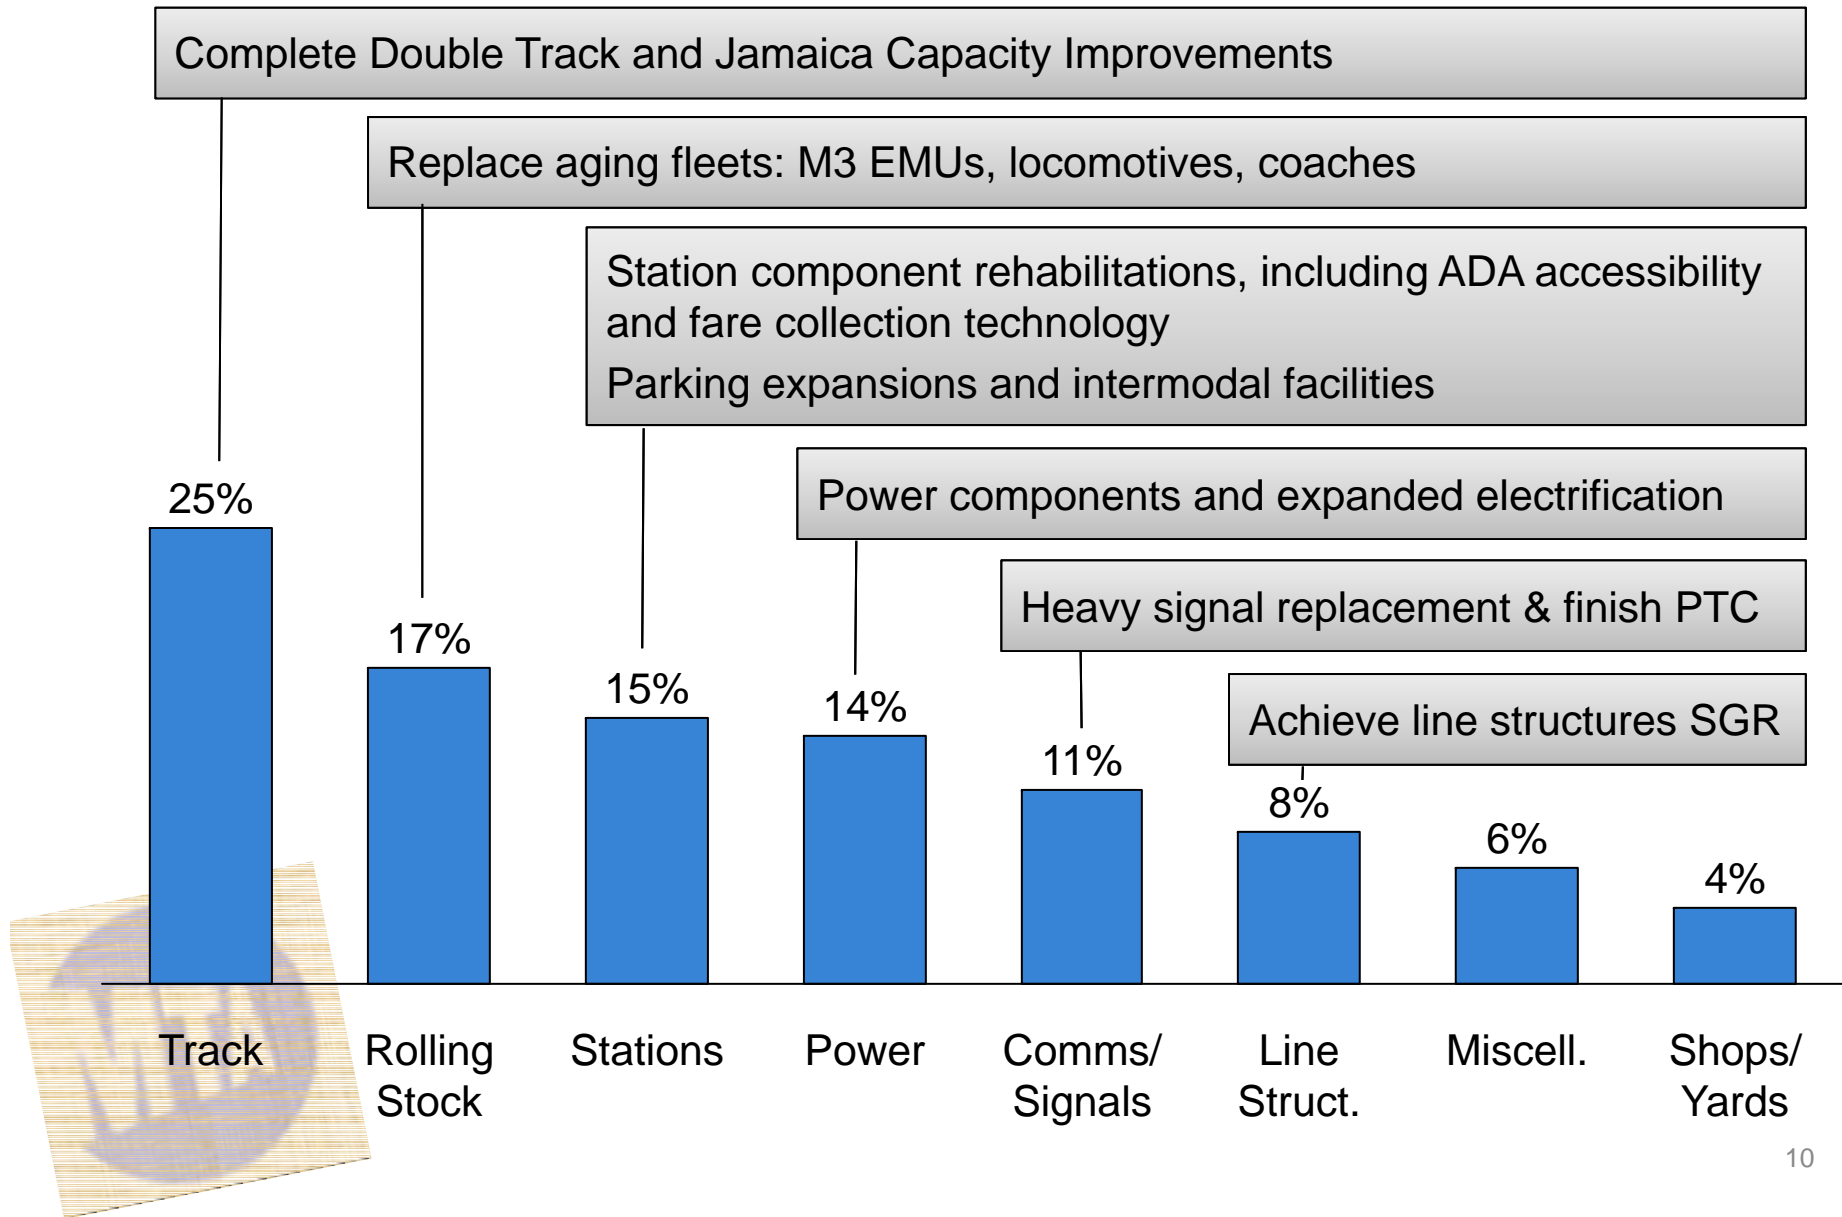 Complete Double Track and Jamaica Capacity Improvements
Replace aging fleets: M3 EMUs, locomotives, coaches
Station component rehabilitations, including ADA accessibility
and fare collection technology
Parking expansions and intermodal facilities
Power components and expanded electrification
Heavy signal replacement & finish PTC
Achieve line structures SGR
25%
17%
15%
14%
11%
8%
6%
4%
Track
Rolling
Stock
Stations
Power
Comms/
Signals
Line
Struct.
Miscell.
Shops/
Yards
MTA
10